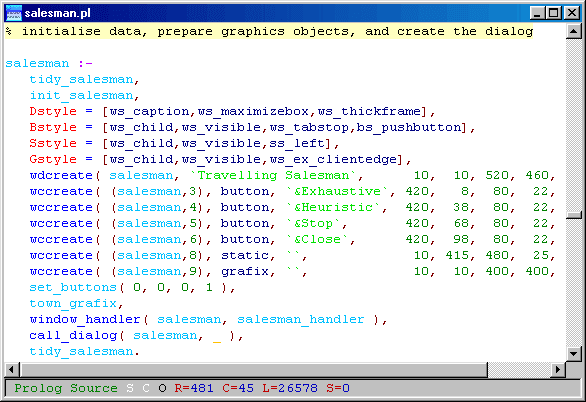 salesman.pl
% initialise data, prepare graphics objects, and create the dialog
salesman :-
tidy_salesman,
init_salesman,
Dstyle = [ws_caption,ws_maximizebox,ws_thickframe],
Bstyle = [ws_child,ws_visible,ws_tabstop,bs_pushbutton],
Sstyle = [ws_child,ws_visible,ss_left],
Gstyle = [ws_child,ws_visible,ws_ex_clientedge],
wdcreate( salesman, `Travelling Salesman`, 10, 10, 520, 460,
wccreate( (salesman,3), button, `&Exhaustive`, 420, 8, 80, 22,
wccreate( (salesman,4), button, `&Heuristic`, 420, 38, 80, 22,
wccreate( (salesman,5), button, `&Stop`, 420, 68, 80, 22,
wccreate( (salesman,6), button, `&Close`, 420, 98, 80, 22,
wccreate( (salesman,8), static, ``, 10, 415, 480, 25,
wccreate( (salesman,9), grafix, ``, 10, 10, 400, 400,
set_buttons( 0, 0, 0, 1 ),
town_grafix,
window_handler( salesman, salesman_handler ),
call_dialog( salesman, _ ),
tidy_salesman.
Prolog Source S C O R=481 C=45 L=26578 S=0